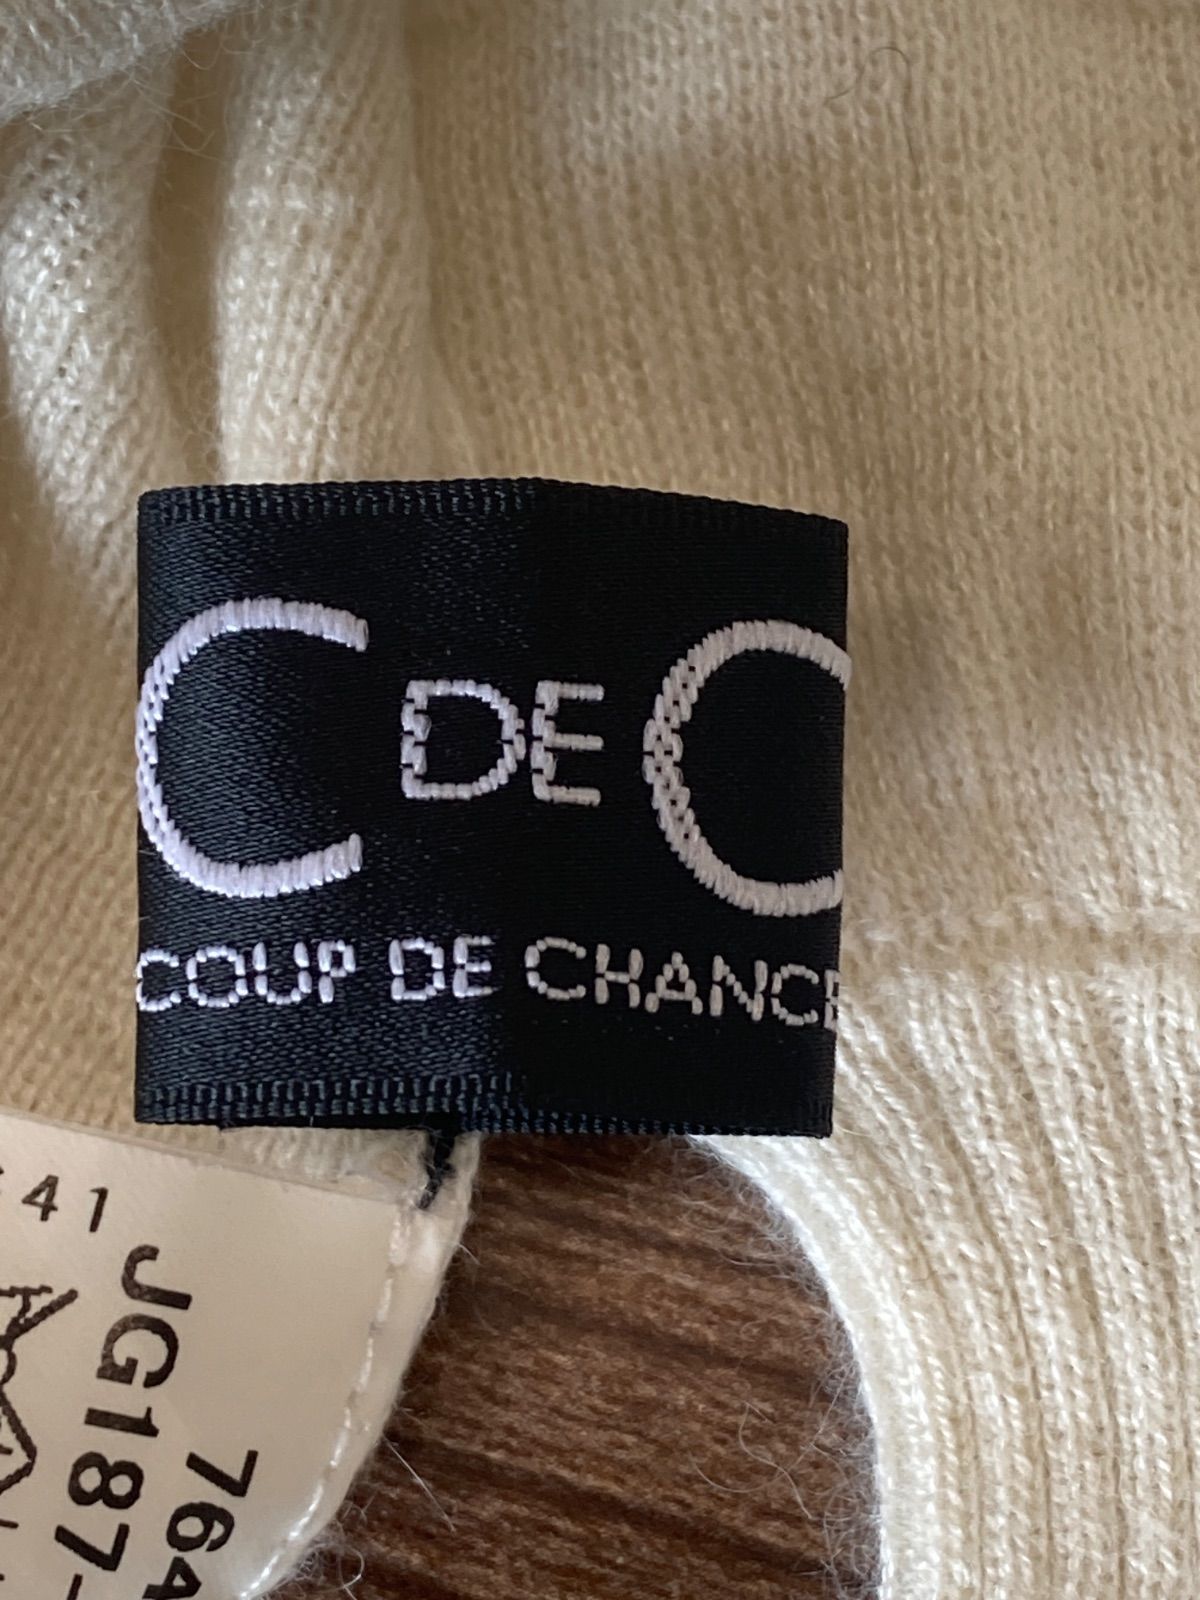 C DE C
COUP DE CHANCE
41
JG187-
764